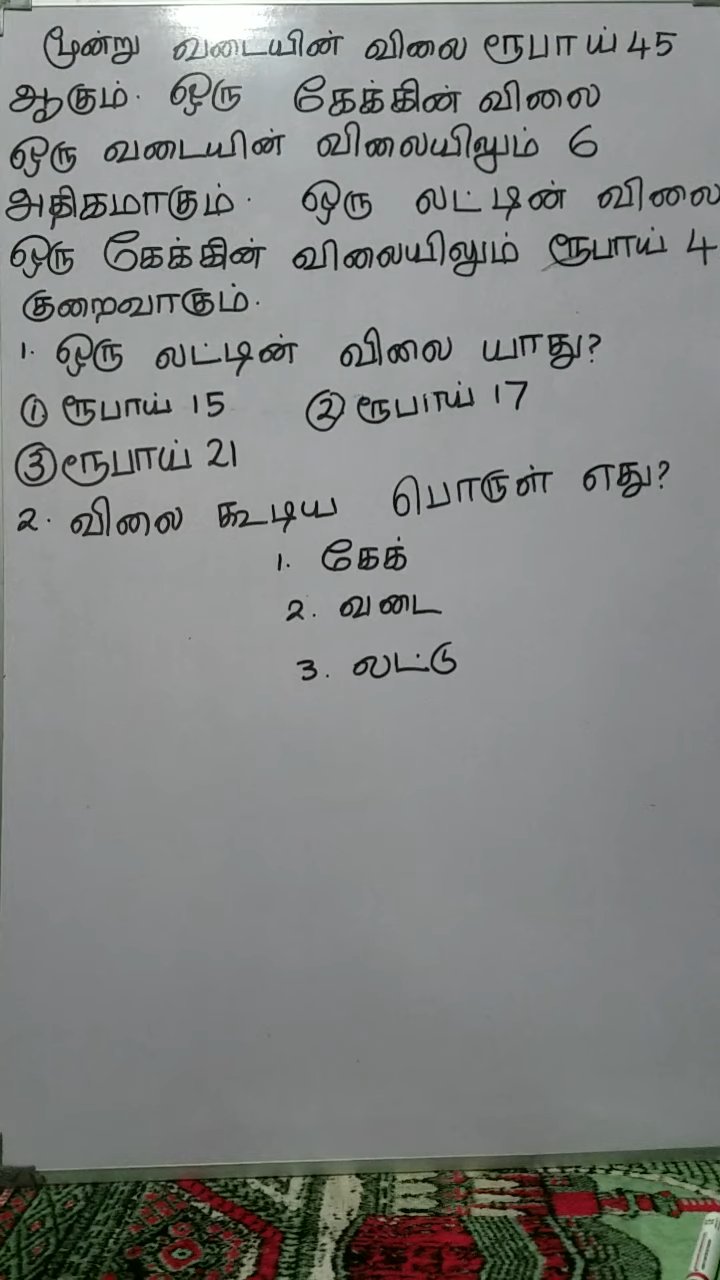 மூன்று வடையின் விலை ரூபாய் 45
ஆகும். ஒரு கேக்கின் விலை
ஒரு வடையின் விலையிலும் 6
அதிகமாகும். ஒரு லட்டின் விலை
ஒரு கேக்கின் விலையிலும் ரூபாய் 4
குறைவாகும்.
1. ஒரு லட்டின் விலை யாது?
① ரூபாய் 15 ② ரூபாய் 17
③ ரூபாய் 21
2. விலை கூடிய பொருள் எது?
1. கேக்
2. வடை
3. லட்டு